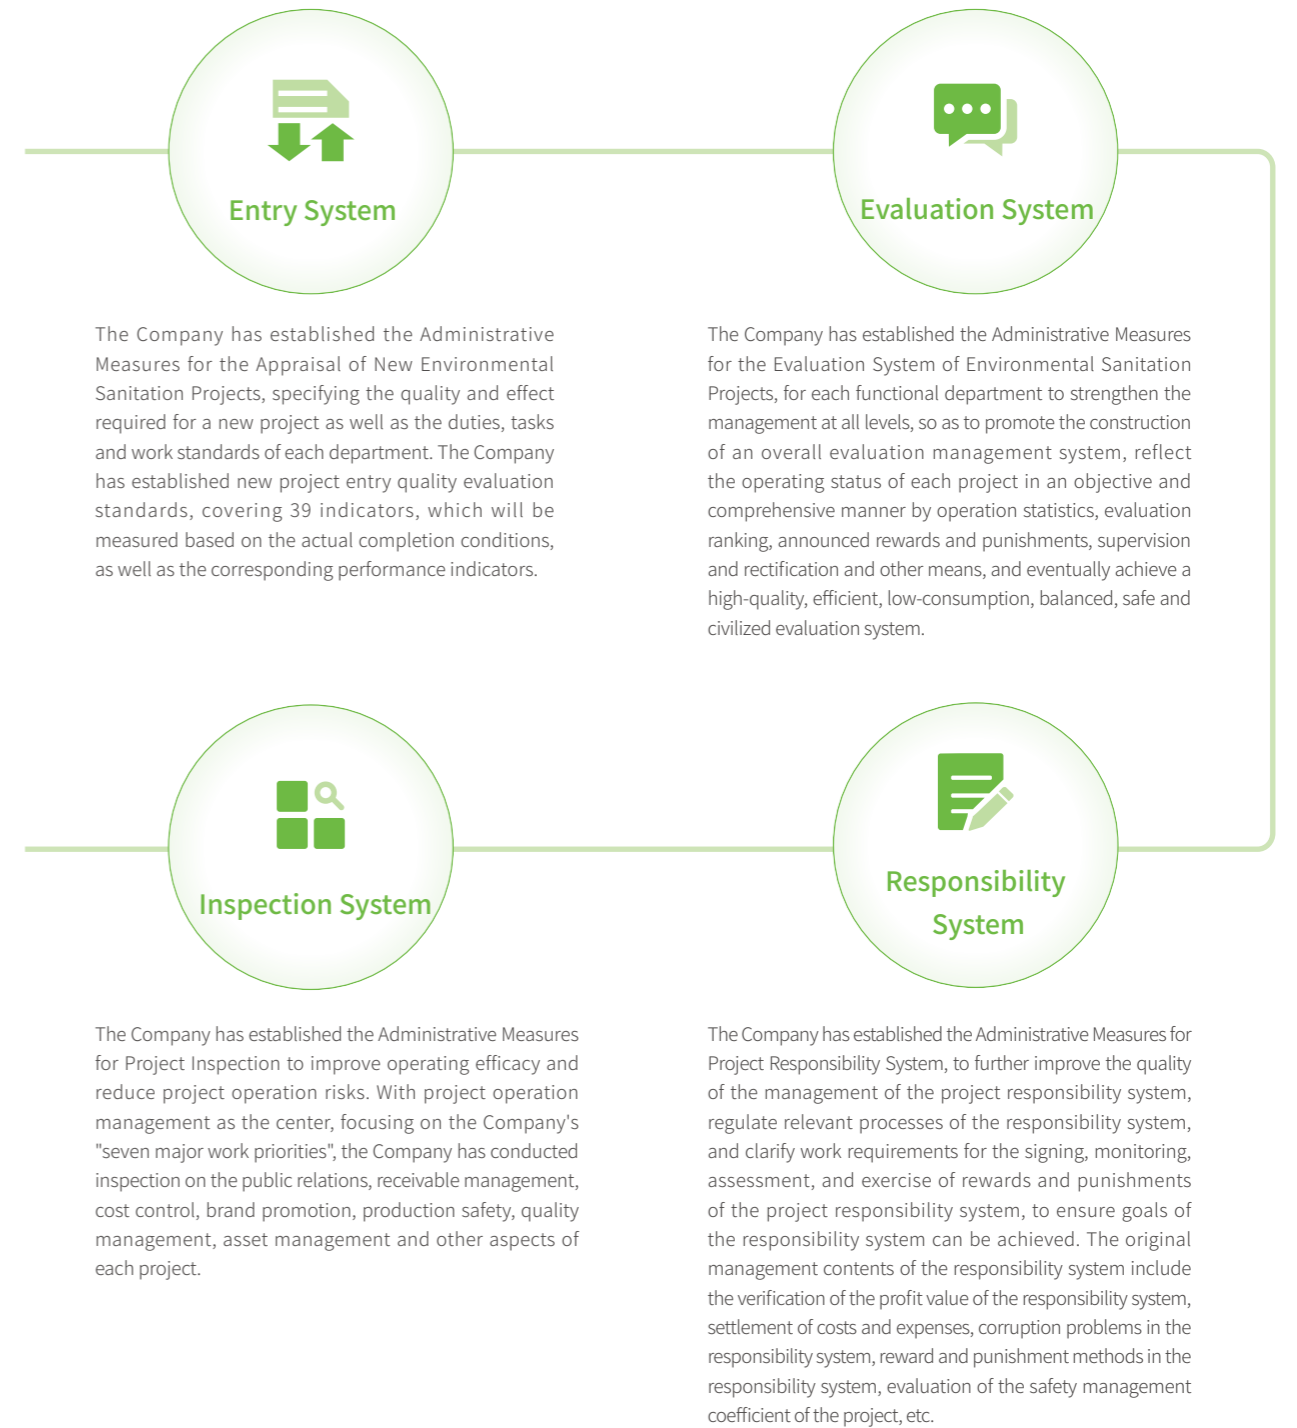 Entry System
The Company has established the Administrative
Measures for the Appraisal of New Environmental
Sanitation Projects, specifying the quality and effect
required for a new project as well as the duties, tasks
and work standards of each department. The Company
has established new project entry quality evaluation
standards, covering 39 indicators, which will be
measured based on the actual completion conditions,
as well as the corresponding performance indicators.
Evaluation System
The Company has established the Administrative Measures
for the Evaluation System of Environmental Sanitation
Projects, for each functional department to strengthen the
management at all levels, so as to promote the construction
of an overall evaluation management system, reflect
the operating status of each project in an objective and
comprehensive manner by operation statistics, evaluation
ranking, announced rewards and punishments, supervision
and rectification and other means, and eventually achieve a
high-quality, efficient, low-consumption, balanced, safe and
civilized evaluation system.
Inspection System
The Company has established the Administrative Measures
for Project Inspection to improve operating efficacy and
reduce project operation risks. With project operation
management as the center, focusing on the Company's
"seven major work priorities", the Company has conducted
inspection on the public relations, receivable management,
cost control, brand promotion, production safety, quality
management, asset management and other aspects of
each project.
Responsibility
System
The Company has established the Administrative Measures for
Project Responsibility System, to further improve the quality
of the management of the project responsibility system,
regulate relevant processes of the responsibility system,
and clarify work requirements for the signing, monitoring,
assessment, and exercise of rewards and punishments
of the project responsibility system, to ensure goals of
the responsibility system can be achieved. The original
management contents of the responsibility system include
the verification of the profit value of the responsibility system,
settlement of costs and expenses, corruption problems in the
responsibility system, reward and punishment methods in the
responsibility system, evaluation of the safety management
coefficient of the project, etc.